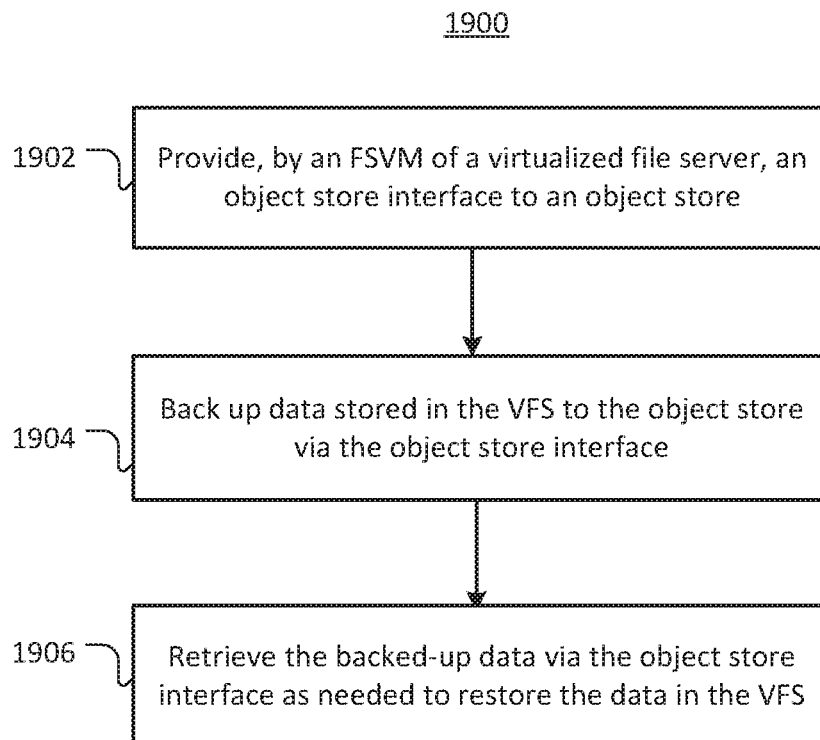 1900
1902
Provide, by an FSVM of a virtualized file server, an
object store interface to an object store
1904
Back up data stored in the VFS to the object store
via the object store interface
1906
Retrieve the backed-up data via the object store
interface as needed to restore the data in the VFS